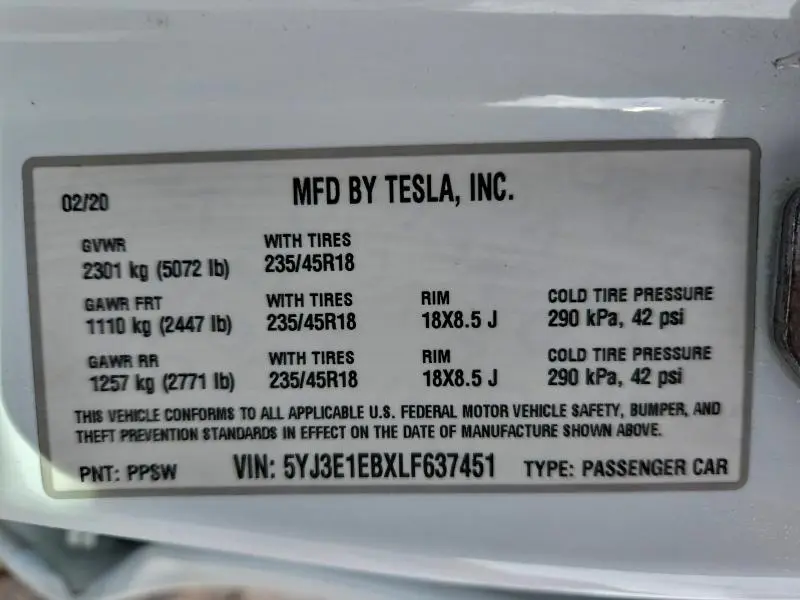 02/20 MFD BY TESLA, INC.
GVWR WITH TIRES
2301 kg (5072 lb) 235/45R18
GAWR FRT WITH TIRES RIM COLD TIRE PRESSURE
1110 kg (2447 lb) 235/45R18 18X8.5 J 290 kPa, 42 psi
GAWR RR WITH TIRES RIM COLD TIRE PRESSURE
1257 kg (2771 lb) 235/45R18 18X8.5 J 290 kPa, 42 psi
THIS VEHICLE CONFORMS TO ALL APPLICABLE U.S. FEDERAL MOTOR VEHICLE SAFETY, BUMPER, AND
THEFT PREVENTION STANDARDS IN EFFECT ON THE DATE OF MANUFACTURE SHOWN ABOVE.
PNT: PPSW VIN: 5YJ3E1EBXLF637451 TYPE: PASSENGER CAR